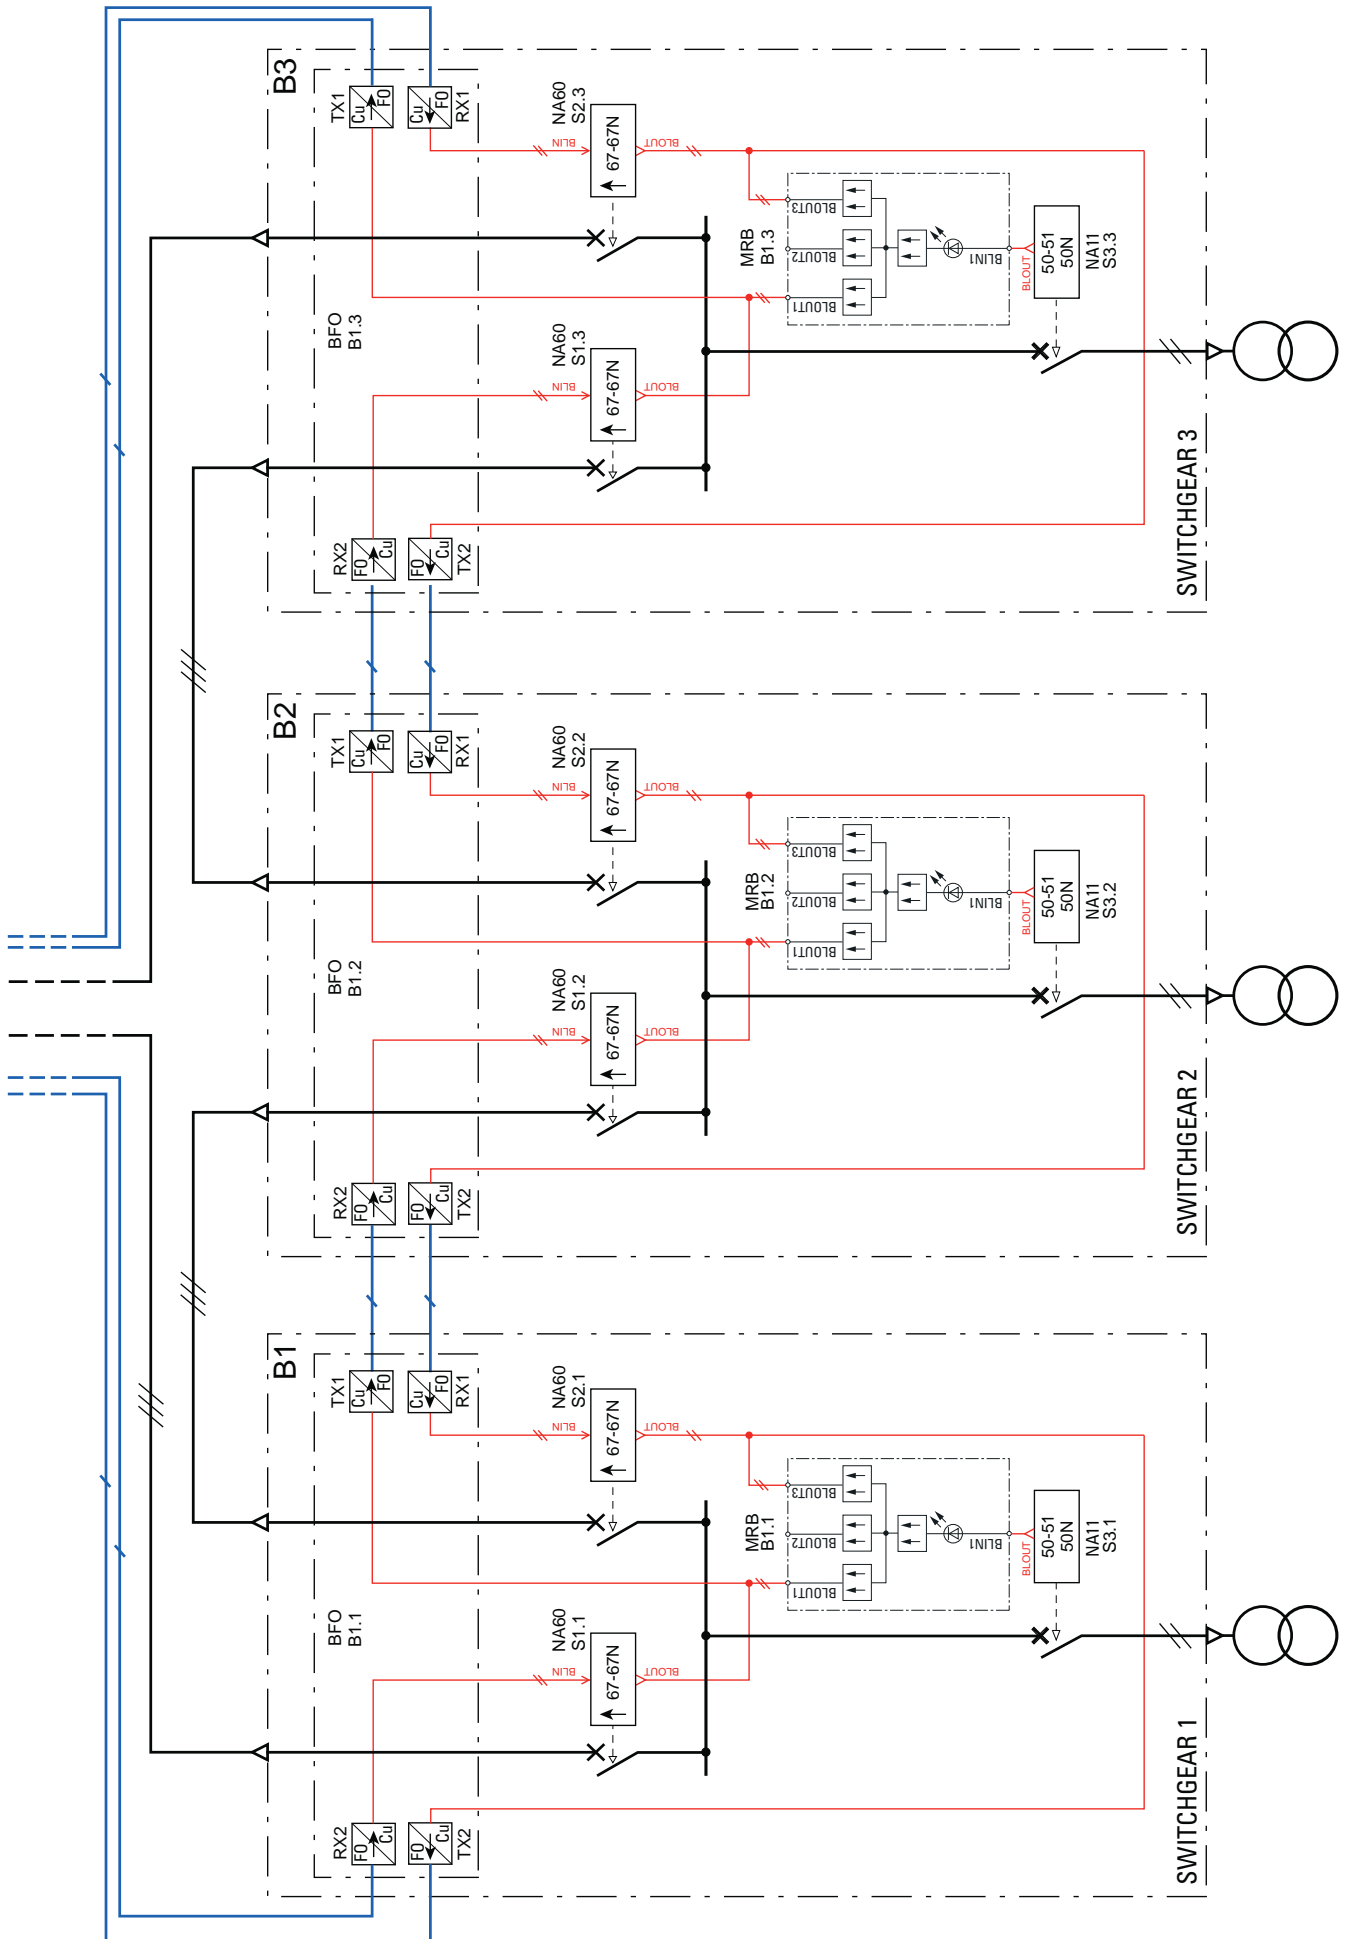 B1
TX1
Cu
FO
RX1
Cu
FO
BFO
B1.1
RX2
FO
Cu
TX2
FO
Cu
NA60
S1.1
67-67N
BLIN
BLOUT
NA60
S2.1
67-67N
BLIN
BLOUT
MRB
B1.1
BLOUT1
BLOUT2
BLOUT3
BLIN1
BLOUT
50-51
50N
NA11
S3.1
SWITCHGEAR 1
B2
TX1
Cu
FO
RX1
Cu
FO
BFO
B1.2
RX2
FO
Cu
TX2
FO
Cu
NA60
S1.2
67-67N
BLIN
BLOUT
NA60
S2.2
67-67N
BLIN
BLOUT
MRB
B1.2
BLOUT1
BLOUT2
BLOUT3
BLIN1
BLOUT
50-51
50N
NA11
S3.2
SWITCHGEAR 2
B3
TX1
Cu
FO
RX1
Cu
FO
BFO
B1.3
RX2
FO
Cu
TX2
FO
Cu
NA60
S1.3
67-67N
BLIN
BLOUT
NA60
S2.3
67-67N
BLIN
BLOUT
MRB
B1.3
BLOUT1
BLOUT2
BLOUT3
BLIN1
BLOUT
50-51
50N
NA11
S3.3
SWITCHGEAR 3